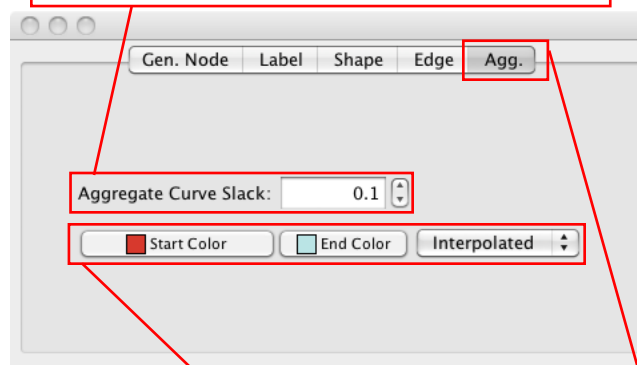 Gen. Node Label Shape Edge Agg.
Aggregate Curve Slack: 0.1
Start Color End Color Interpolated